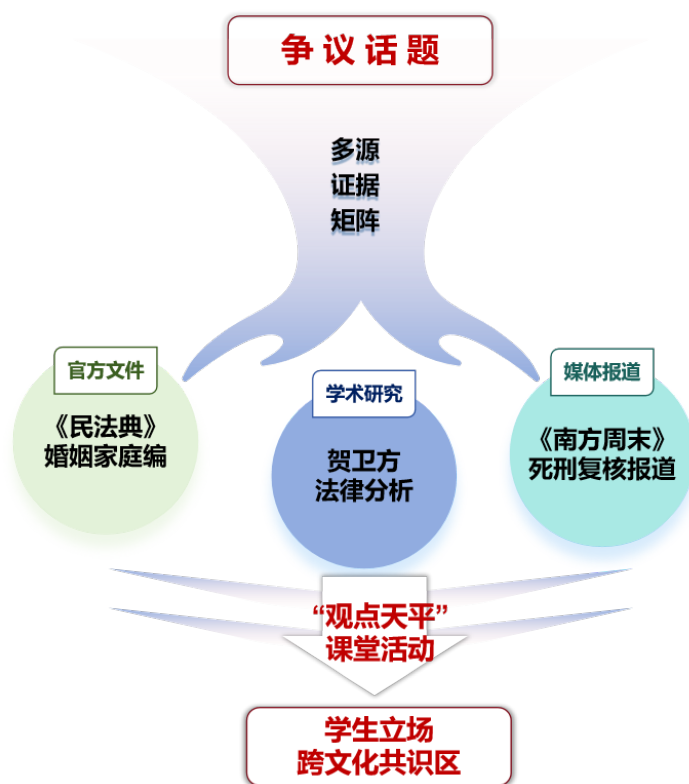 争议话题
多源
证据
矩阵
官方文件
《民法典》
婚姻家庭编
学术研究
贺卫方
法律分析
媒体报道
《南方周末》
死刑复核报道
“观点天平”
课堂活动
学生立场
跨文化共识区